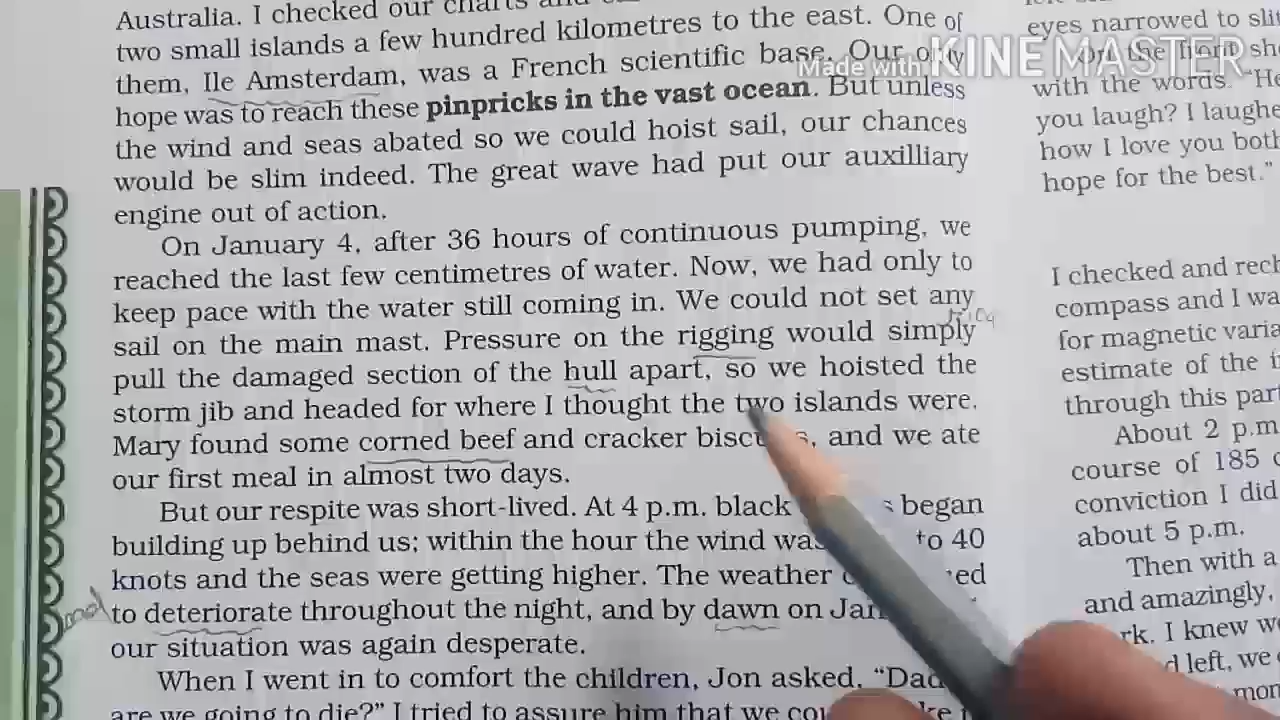 Australia. I checked our charts and
two small islands a few hundred kilometres to the east. One of
them, Ile Amsterdam, was a French scientific base. Our only
hope was to reach these pinpricks in the vast ocean. But unless
the wind and seas abated so we could hoist sail, our chances
would be slim indeed. The great wave had put our auxilliary
engine out of action.
On January 4, after 36 hours of continuous pumping, we
reached the last few centimetres of water. Now, we had only to
keep pace with the water still coming in. We could not set any
sail on the main mast. Pressure on the rigging would simply
pull the damaged section of the hull apart, so we hoisted the
storm jib and headed for where I thought the two islands were.
Mary found some corned beef and cracker biscuits, and we ate
our first meal in almost two days.
But our respite was short-lived. At 4 p.m. black began
building up behind us; within the hour the wind was to 40
knots and the seas were getting higher. The weather
to deteriorate throughout the night, and by dawn on
our situation was again desperate.
When I went in to comfort the children, Jon asked, “Dad
are we going to die?” I tried to assure him that we
eyes narrowed to
on the front
with the words. “He
you laugh? I laughe
how I love you both
hope for the best.”
I checked and rech
compass and I wa
for magnetic varia
estimate of the
through this part
About 2 p.m.
course of 185
conviction I did
about 5 p.m.
Then with a
and amazingly,
rk. I knew we
left, we
Made with KINEMASTER